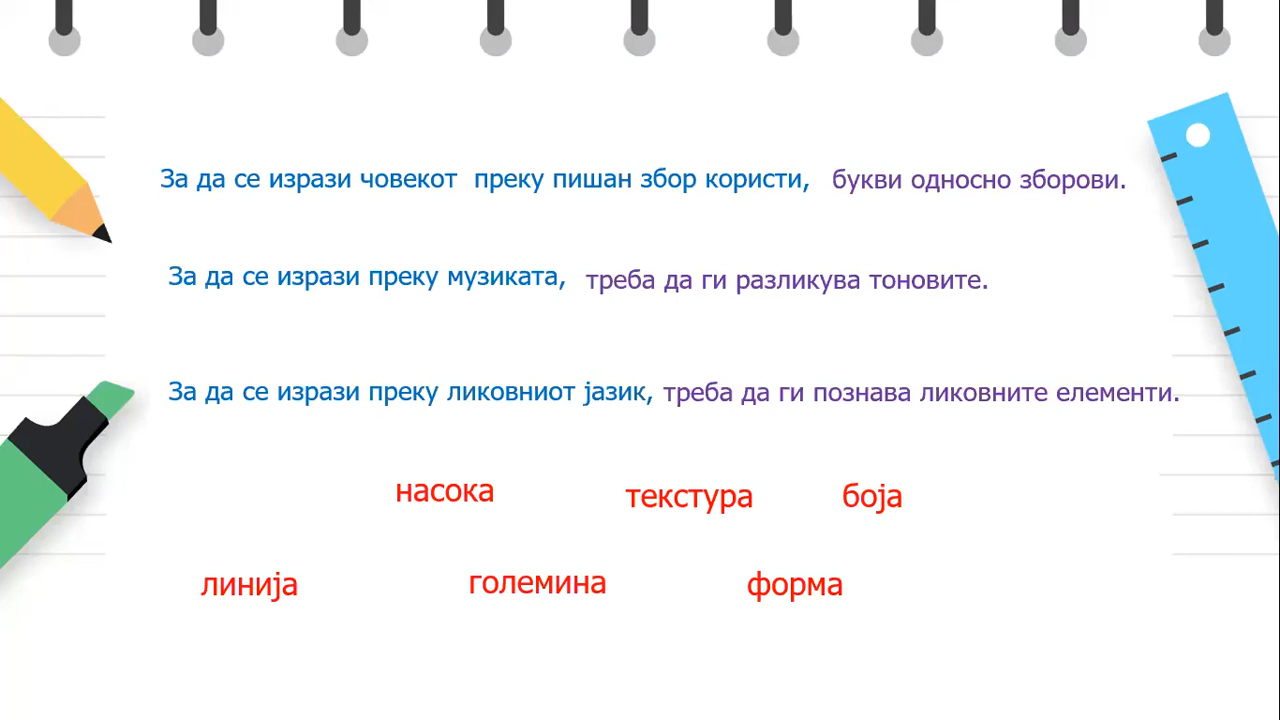 За да се изрази човекот преку пишан збор користи, букви односно зборови.
За да се изрази преку музиката, треба да ги разликува тоновите.
За да се изрази преку ликовниот јазик, треба да ги познава ликовните елементи.
насока текстура боја
линија големина форма